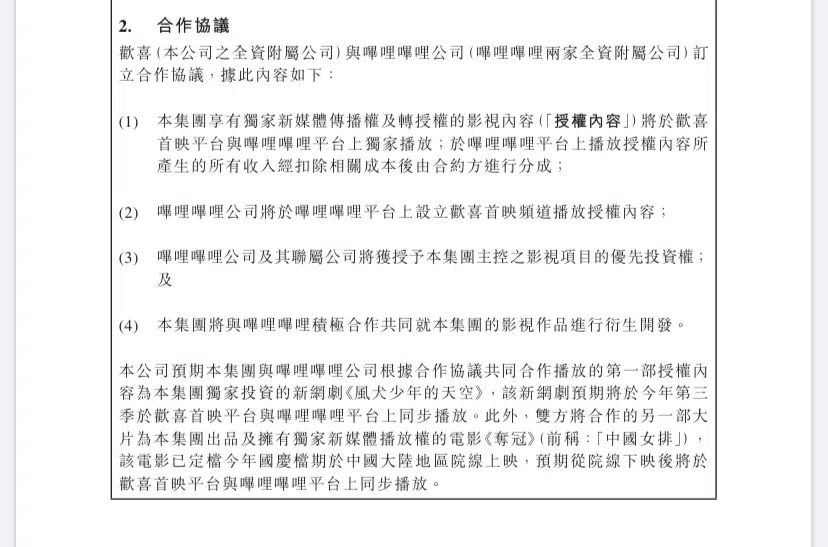 2. 合作協議
歡喜(本公司之全資附屬公司)與嗶哩嗶哩公司(嗶哩嗶哩兩家全資附屬公司)訂
立合作協議，據此內容如下：
(1) 本集團享有獨家新媒體傳播權及轉授權的影視內容(「授權內容」)將於歡喜
首映平台與嗶哩嗶哩平台上獨家播放；於嗶哩嗶哩平台上播放授權內容所
產生的所有收入經扣除相關成本後由合約方進行分成；
(2) 嗶哩嗶哩公司將於嗶哩嗶哩平台上設立歡喜首映頻道播放授權內容；
(3) 嗶哩嗶哩公司及其聯屬公司將獲授予本集團主控之影視項目的優先投資權；
及
(4) 本集團將與嗶哩嗶哩積極合作共同就本集團的影視作品進行衍生開發。
本公司預期本集團與嗶哩嗶哩公司根據合作協議共同合作播放的第一部授權內
容為本集團獨家投資的新網劇《風犬少年的天空》，該新網劇預期將於今年第三
季於歡喜首映平台與嗶哩嗶哩平台上同步播放。此外，雙方將合作的另一部大
片為本集團出品及擁有獨家新媒體播放權的電影《奪冠》(前稱：「中國女排」)，
該電影已定檔今年國慶檔期於中國大陸地區院線上映，預期從院線下映後將於
歡喜首映平台與嗶哩嗶哩平台上同步播放。